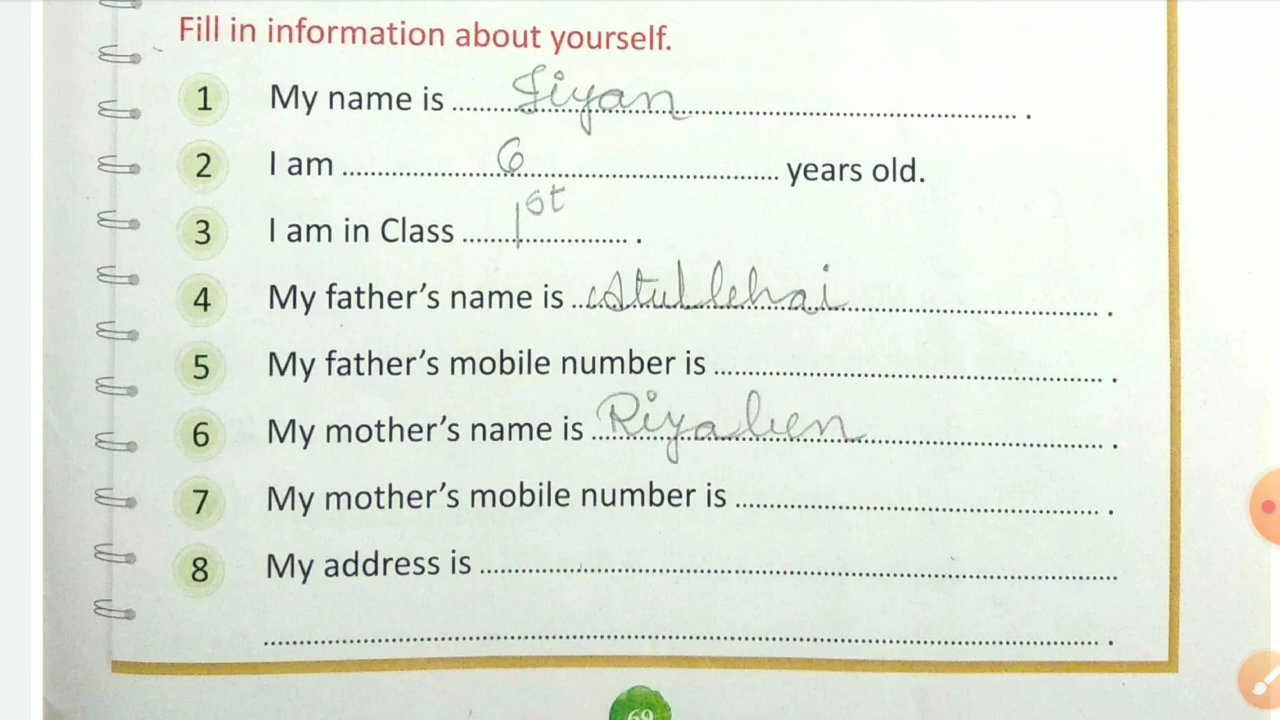 Fill in information about yourself.
1 My name is Jiyan .
2 I am 6 years old.
3 I am in Class 1st .
4 My father's name is Atulbhai .
5 My father's mobile number is .
6 My mother's name is Riyaben .
7 My mother's mobile number is .
8 My address is
.
69